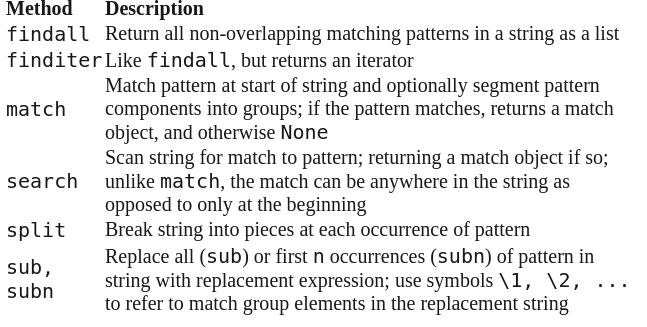 Method Description
findall Return all non-overlapping matching patterns in a string as a list
finditer Like findall, but returns an iterator
Match pattern at start of string and optionally segment pattern
match components into groups; if the pattern matches, returns a match
object, and otherwise None
Scan string for match to pattern; returning a match object if so;
search unlike match, the match can be anywhere in the string as
opposed to only at the beginning
split Break string into pieces at each occurrence of pattern
sub, Replace all (sub) or first n occurrences (subn) of pattern in
subn string with replacement expression; use symbols \1, \2, ...
to refer to match group elements in the replacement string